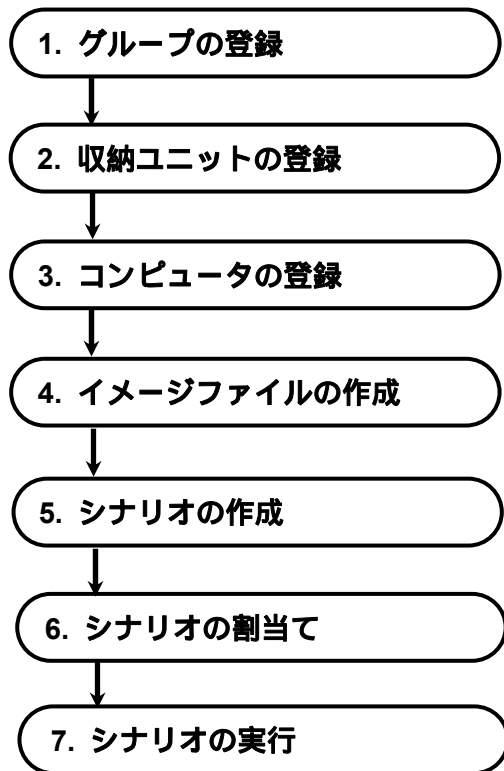 1. グループの登録
2. 収納ユニットの登録
3. コンピュータの登録
4. イメージファイルの作成
5. シナリオの作成
6. シナリオの割当て
7. シナリオの実行